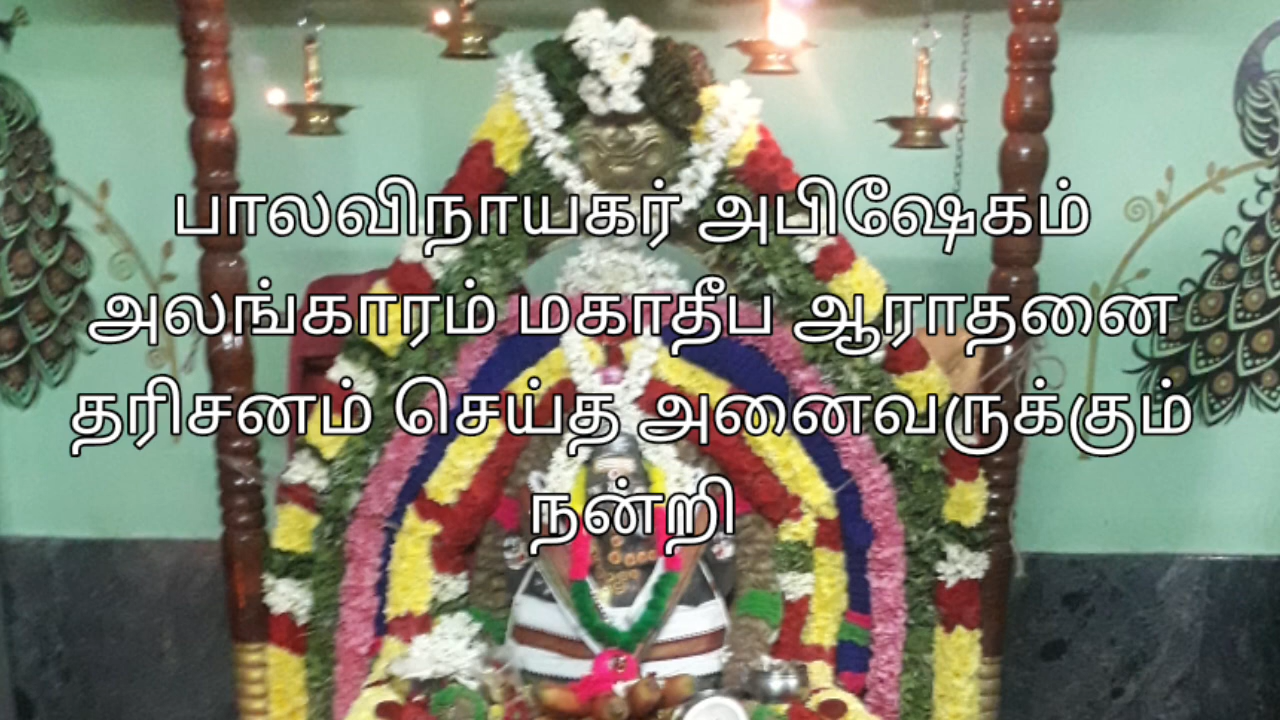 பாலவிநாயகர் அபிஷேகம்
அலங்காரம் மகாதீப ஆராதனை
தரிசனம் செய்த அனைவருக்கும்
நன்றி